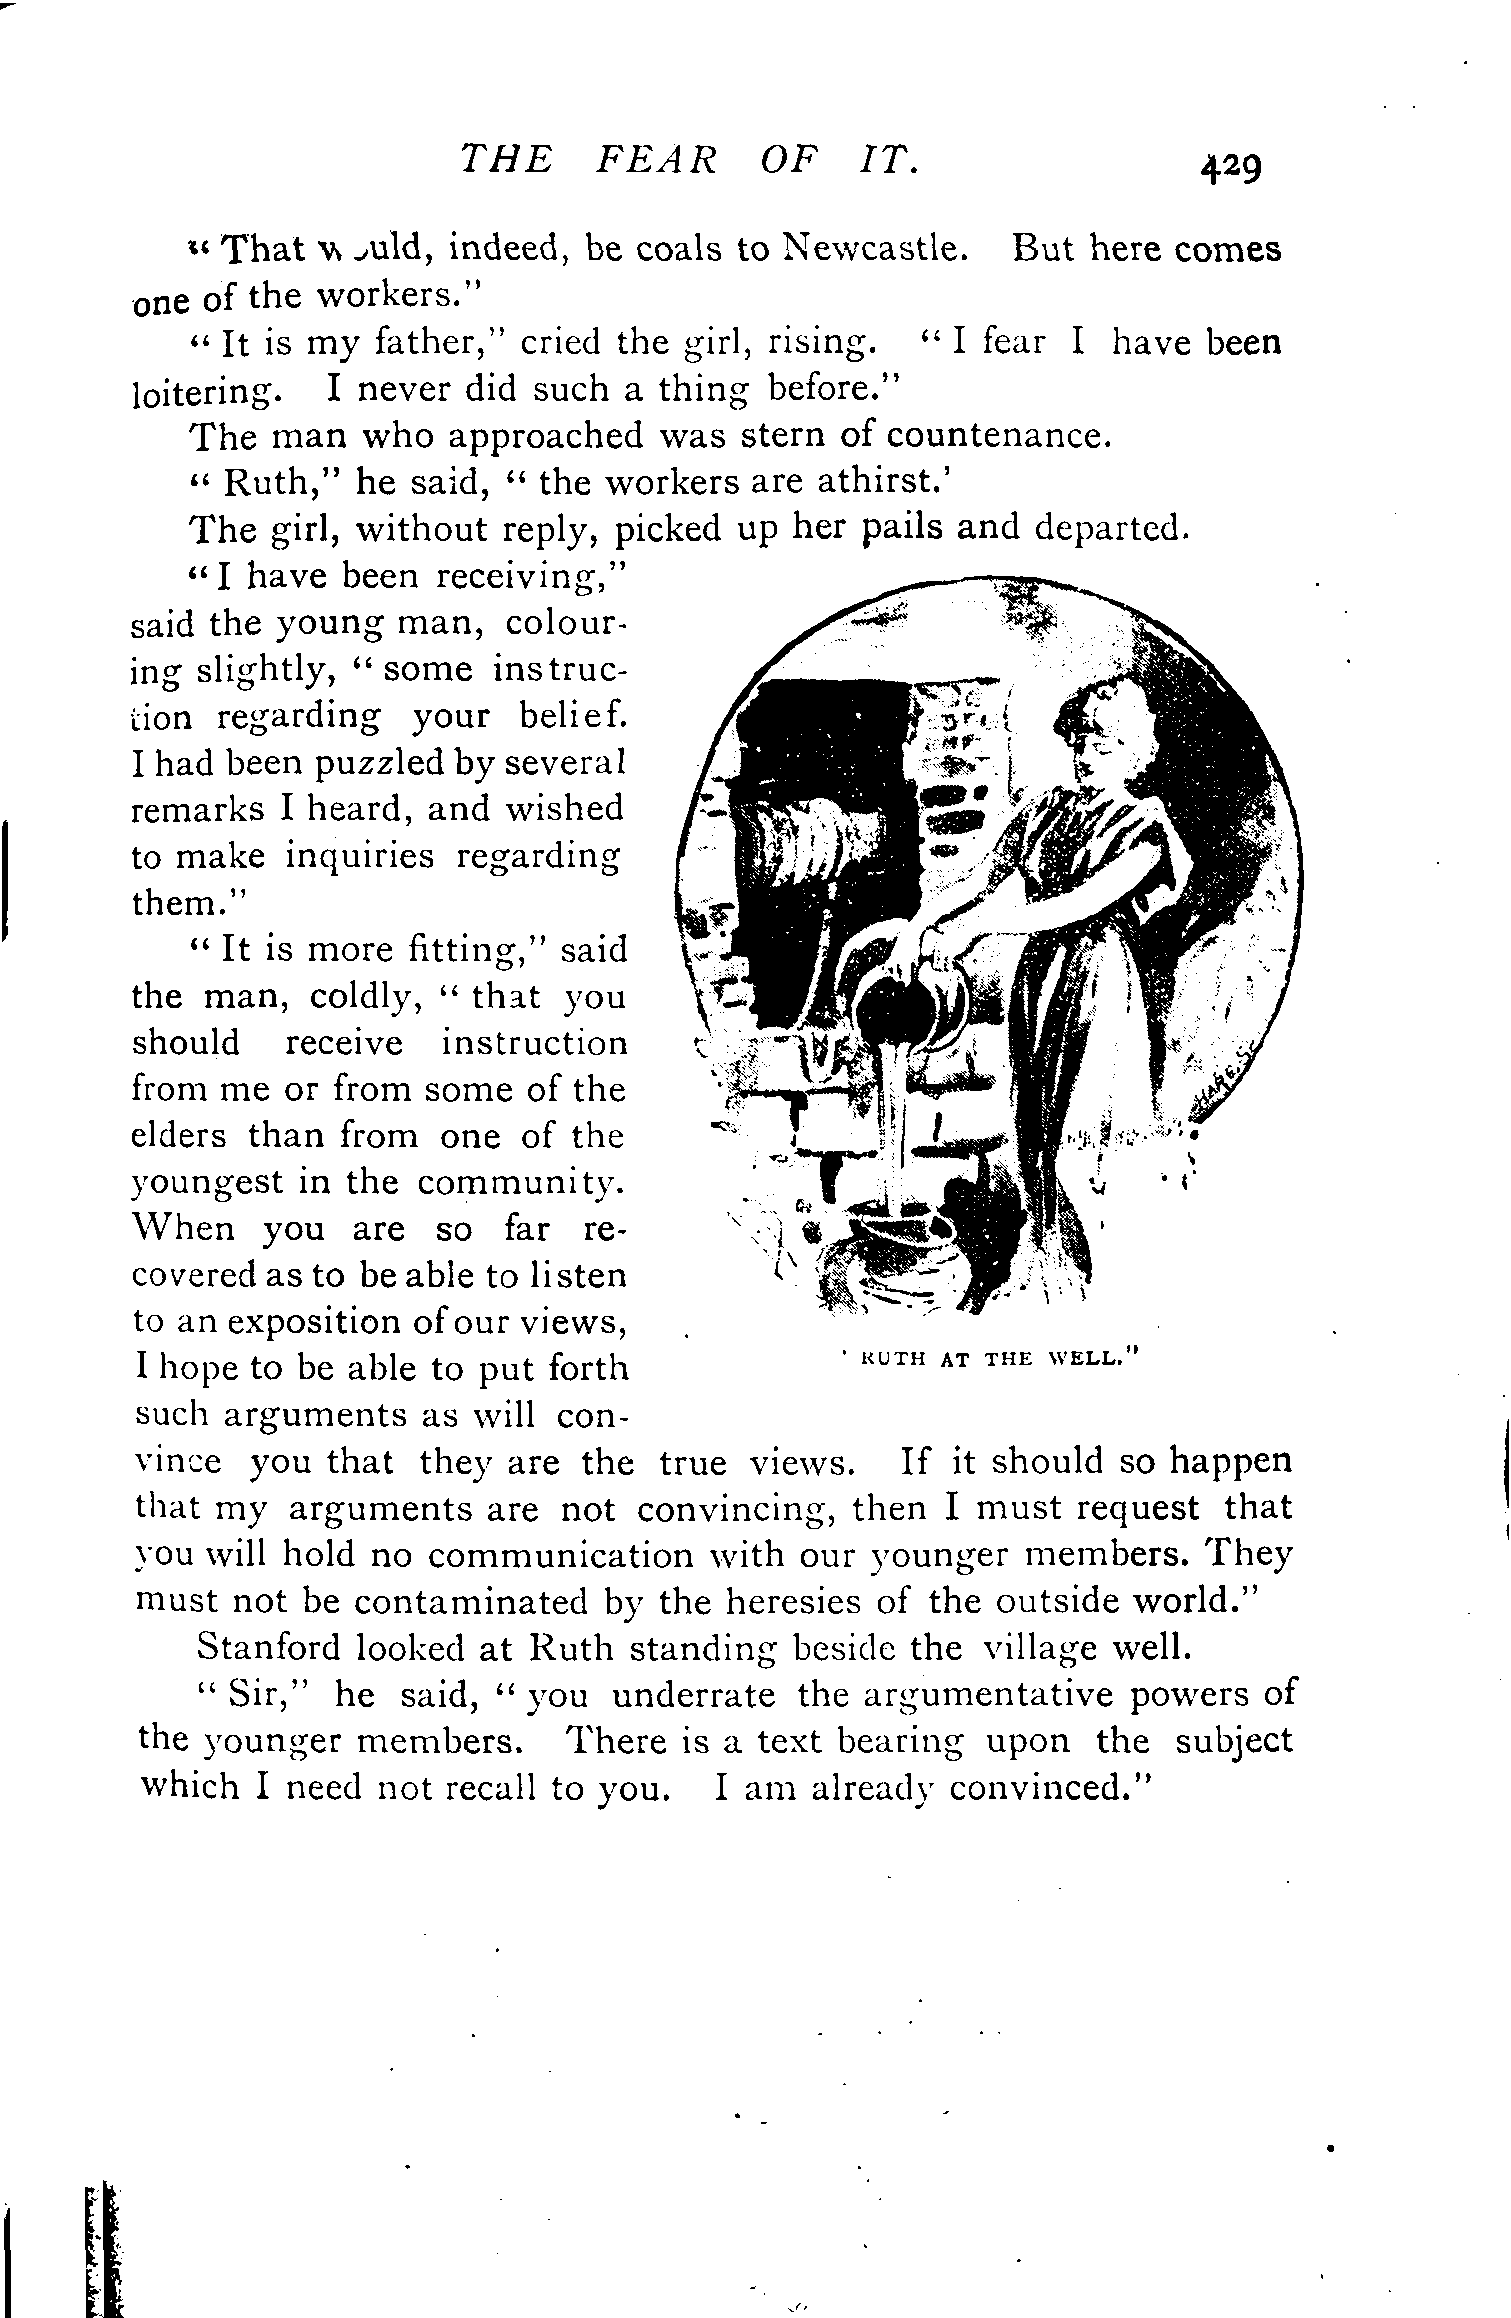 THE FEAR OF IT. 429
" That would, indeed, be coals to Newcastle. But here comes
one of the workers."
" It is my father," cried the girl, rising. " I fear I have been
loitering. I never did such a thing before."
The man who approached was stern of countenance.
" Ruth," he said, " the workers are athirst.'
The girl, without reply, picked up her pails and departed.
" I have been receiving,"
said the young man, colour-
ing slightly, " some instruc-
tion regarding your belief.
I had been puzzled by several
remarks I heard, and wished
to make inquiries regarding
them."
" It is more fitting," said
the man, coldly, " that you
should receive instruction
from me or from some of the
elders than from one of the
youngest in the community.
When you are so far re-
covered as to be able to listen
to an exposition of our views,
I hope to be able to put forth
such arguments as will con-
vince you that they are the true views. If it should so happen
that my arguments are not convincing, then I must request that
you will hold no communication with our younger members. They
must not be contaminated by the heresies of the outside world."
Stanford looked at Ruth standing beside the village well.
" Sir," he said, " you underrate the argumentative powers of
the younger members. There is a text bearing upon the subject
which I need not recall to you. I am already convinced."
HARE. Sc
' RUTH AT THE WELL."